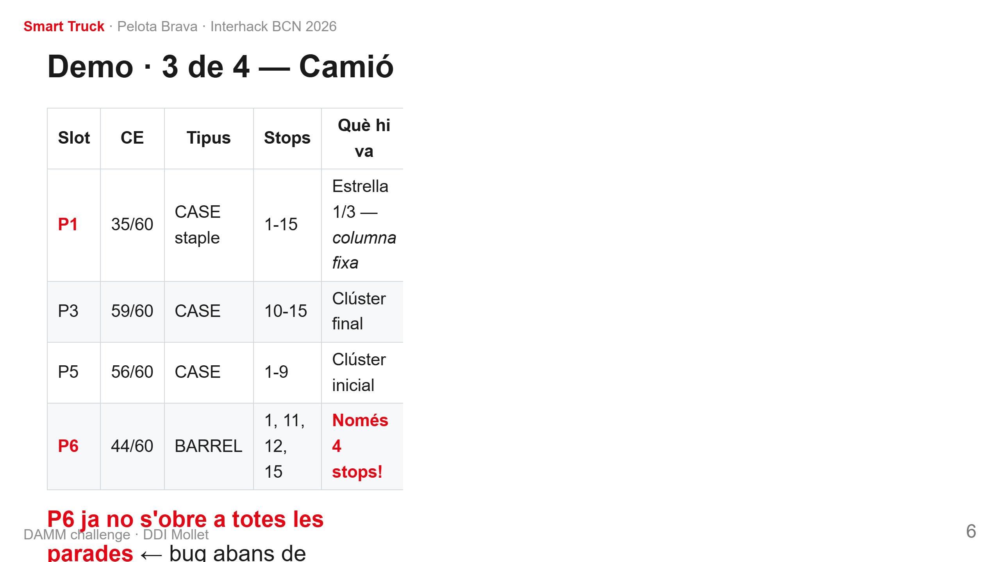 Smart Truck · Pelota Brava · Interhack BCN 2026
Demo · 3 de 4 — Camió
Slot CE Tipus Stops Què hi va
P1 35/60 CASE staple 1-15 Estrella 1/3 — columna fixa
P3 59/60 CASE 10-15 Clúster final
P5 56/60 CASE 1-9 Clúster inicial
P6 44/60 BARREL 1, 11, 12, 15 Només 4 stops!
P6 ja no s'obre a totes les
parades ← bug abans de
DAMM challenge · DDI Mollet
6